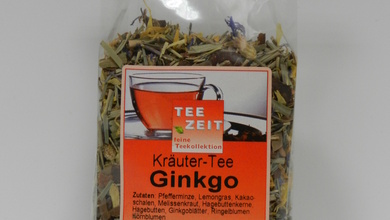 TEE
ZEIT
feine
Teekollektion
Kräuter-Tee
Ginkgo
Zutaten: Pfefferminze, Lemongras, Kakao-
schalen, Melissenkraut, Hagebuttenkerne,
Hagebutten, Ginkgoblätter, Ringelblumen